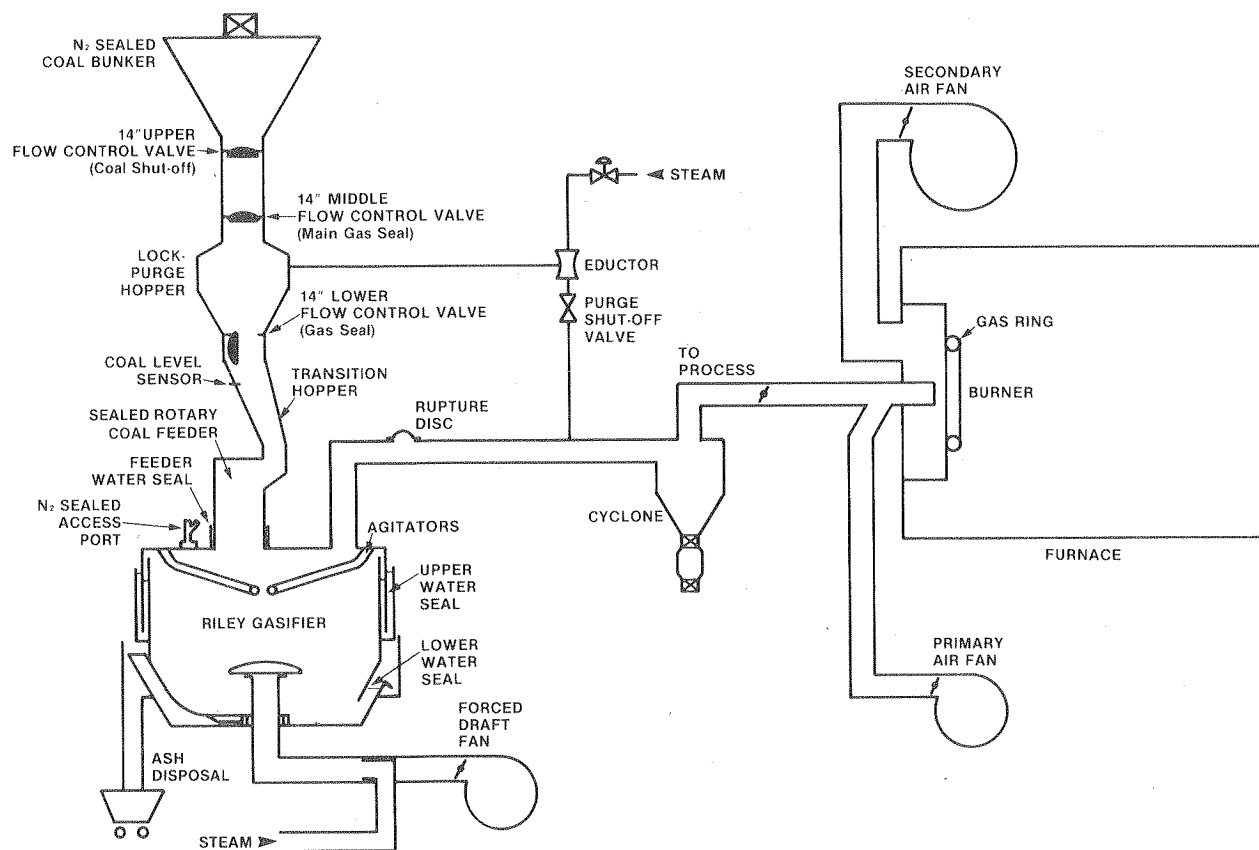 N₂ SEALED
COAL BUNKER
14" UPPER
FLOW CONTROL VALVE
(Coal Shut-off)
14" MIDDLE
FLOW CONTROL VALVE
(Main Gas Seal)
LOCK-
PURGE
HOPPER
14" LOWER
FLOW CONTROL VALVE
(Gas Seal)
COAL LEVEL
SENSOR
TRANSITION
HOPPER
SEALED ROTARY
COAL FEEDER
FEEDER
WATER SEAL
N₂ SEALED
ACCESS
PORT
AGITATORS
RUPTURE
DISC
STEAM
EDUCTOR
PURGE
SHUT-OFF
VALVE
TO
PROCESS
CYCLONE
SECONDARY
AIR FAN
GAS RING
BURNER
FURNACE
PRIMARY
AIR FAN
UPPER
WATER
SEAL
RILEY GASIFIER
LOWER
WATER
SEAL
FORCED
DRAFT
FAN
ASH
DISPOSAL
STEAM